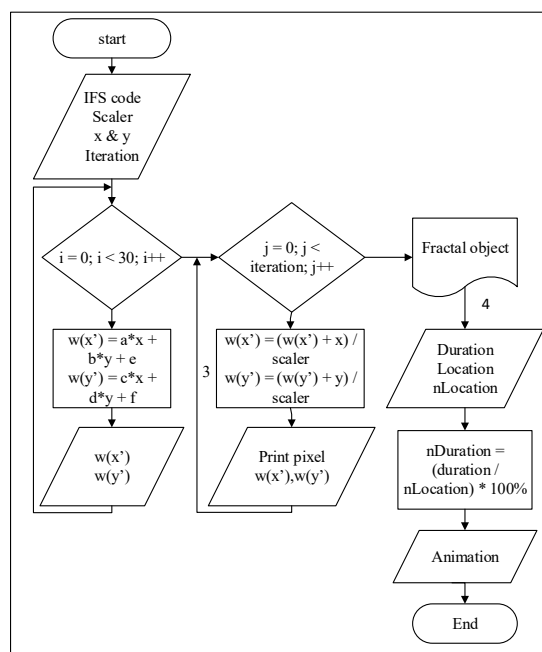 start
IFS code
Scaler
x & y
Iteration
i = 0; i < 30; i++
w(x’) = a*x +
b*y + e
w(y’) = c*x +
d*y + f
w(x’)
w(y’)
j = 0; j <
iteration; j++
3
w(x’) = (w(x’) + x) /
scaler
w(y’) = (w(y’) + y) /
scaler
Print pixel
w(x’),w(y’)
Fractal object
4
Duration
Location
nLocation
nDuration =
(duration /
nLocation) * 100%
Animation
End